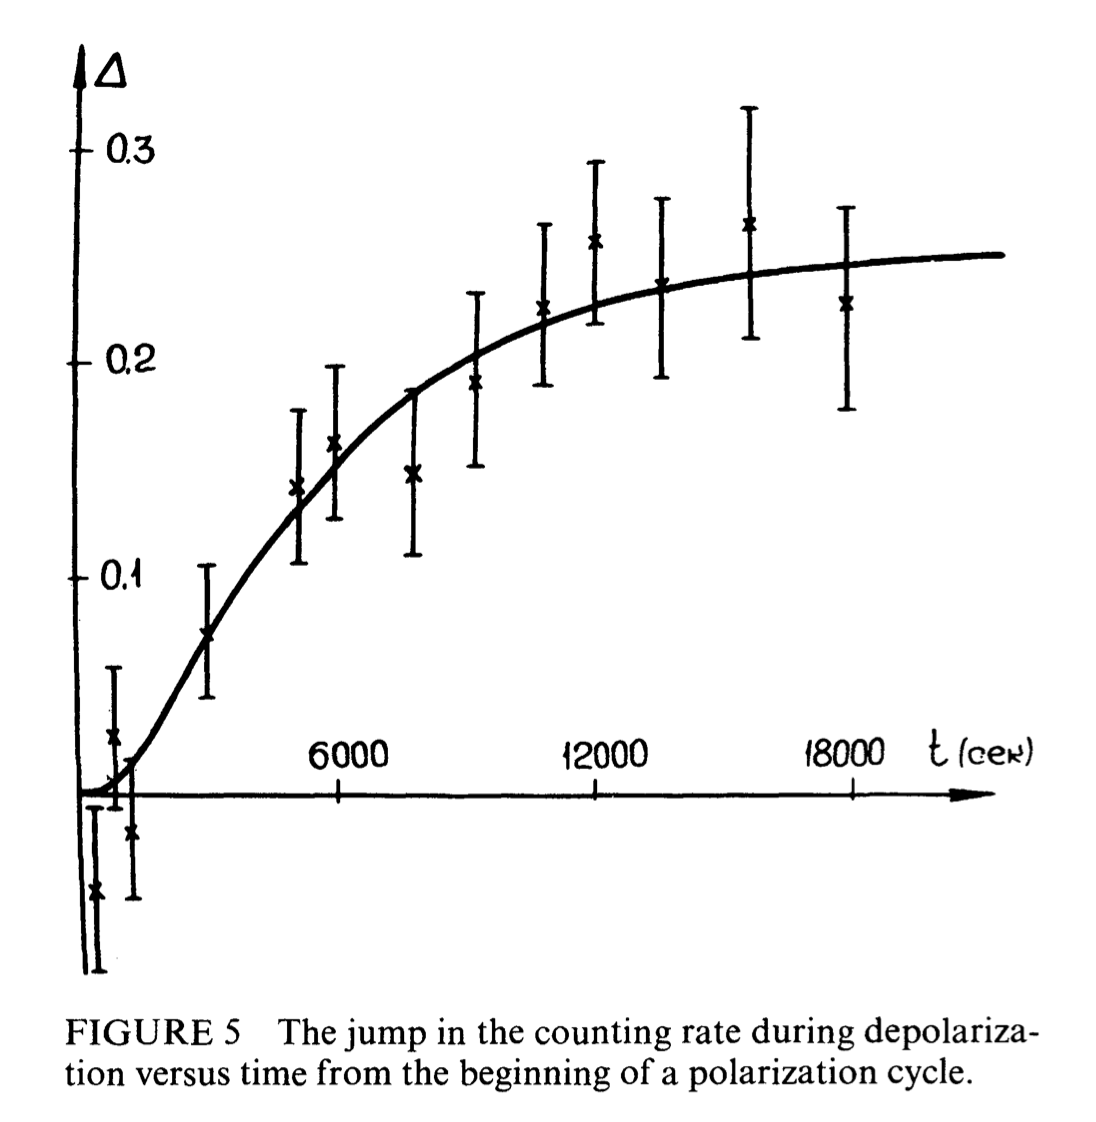 Δ
0.3
0.2
0.1
6000 12000 18000 t (сек)
FIGURE 5 The jump in the counting rate during depolariza-
tion versus time from the beginning of a polarization cycle.